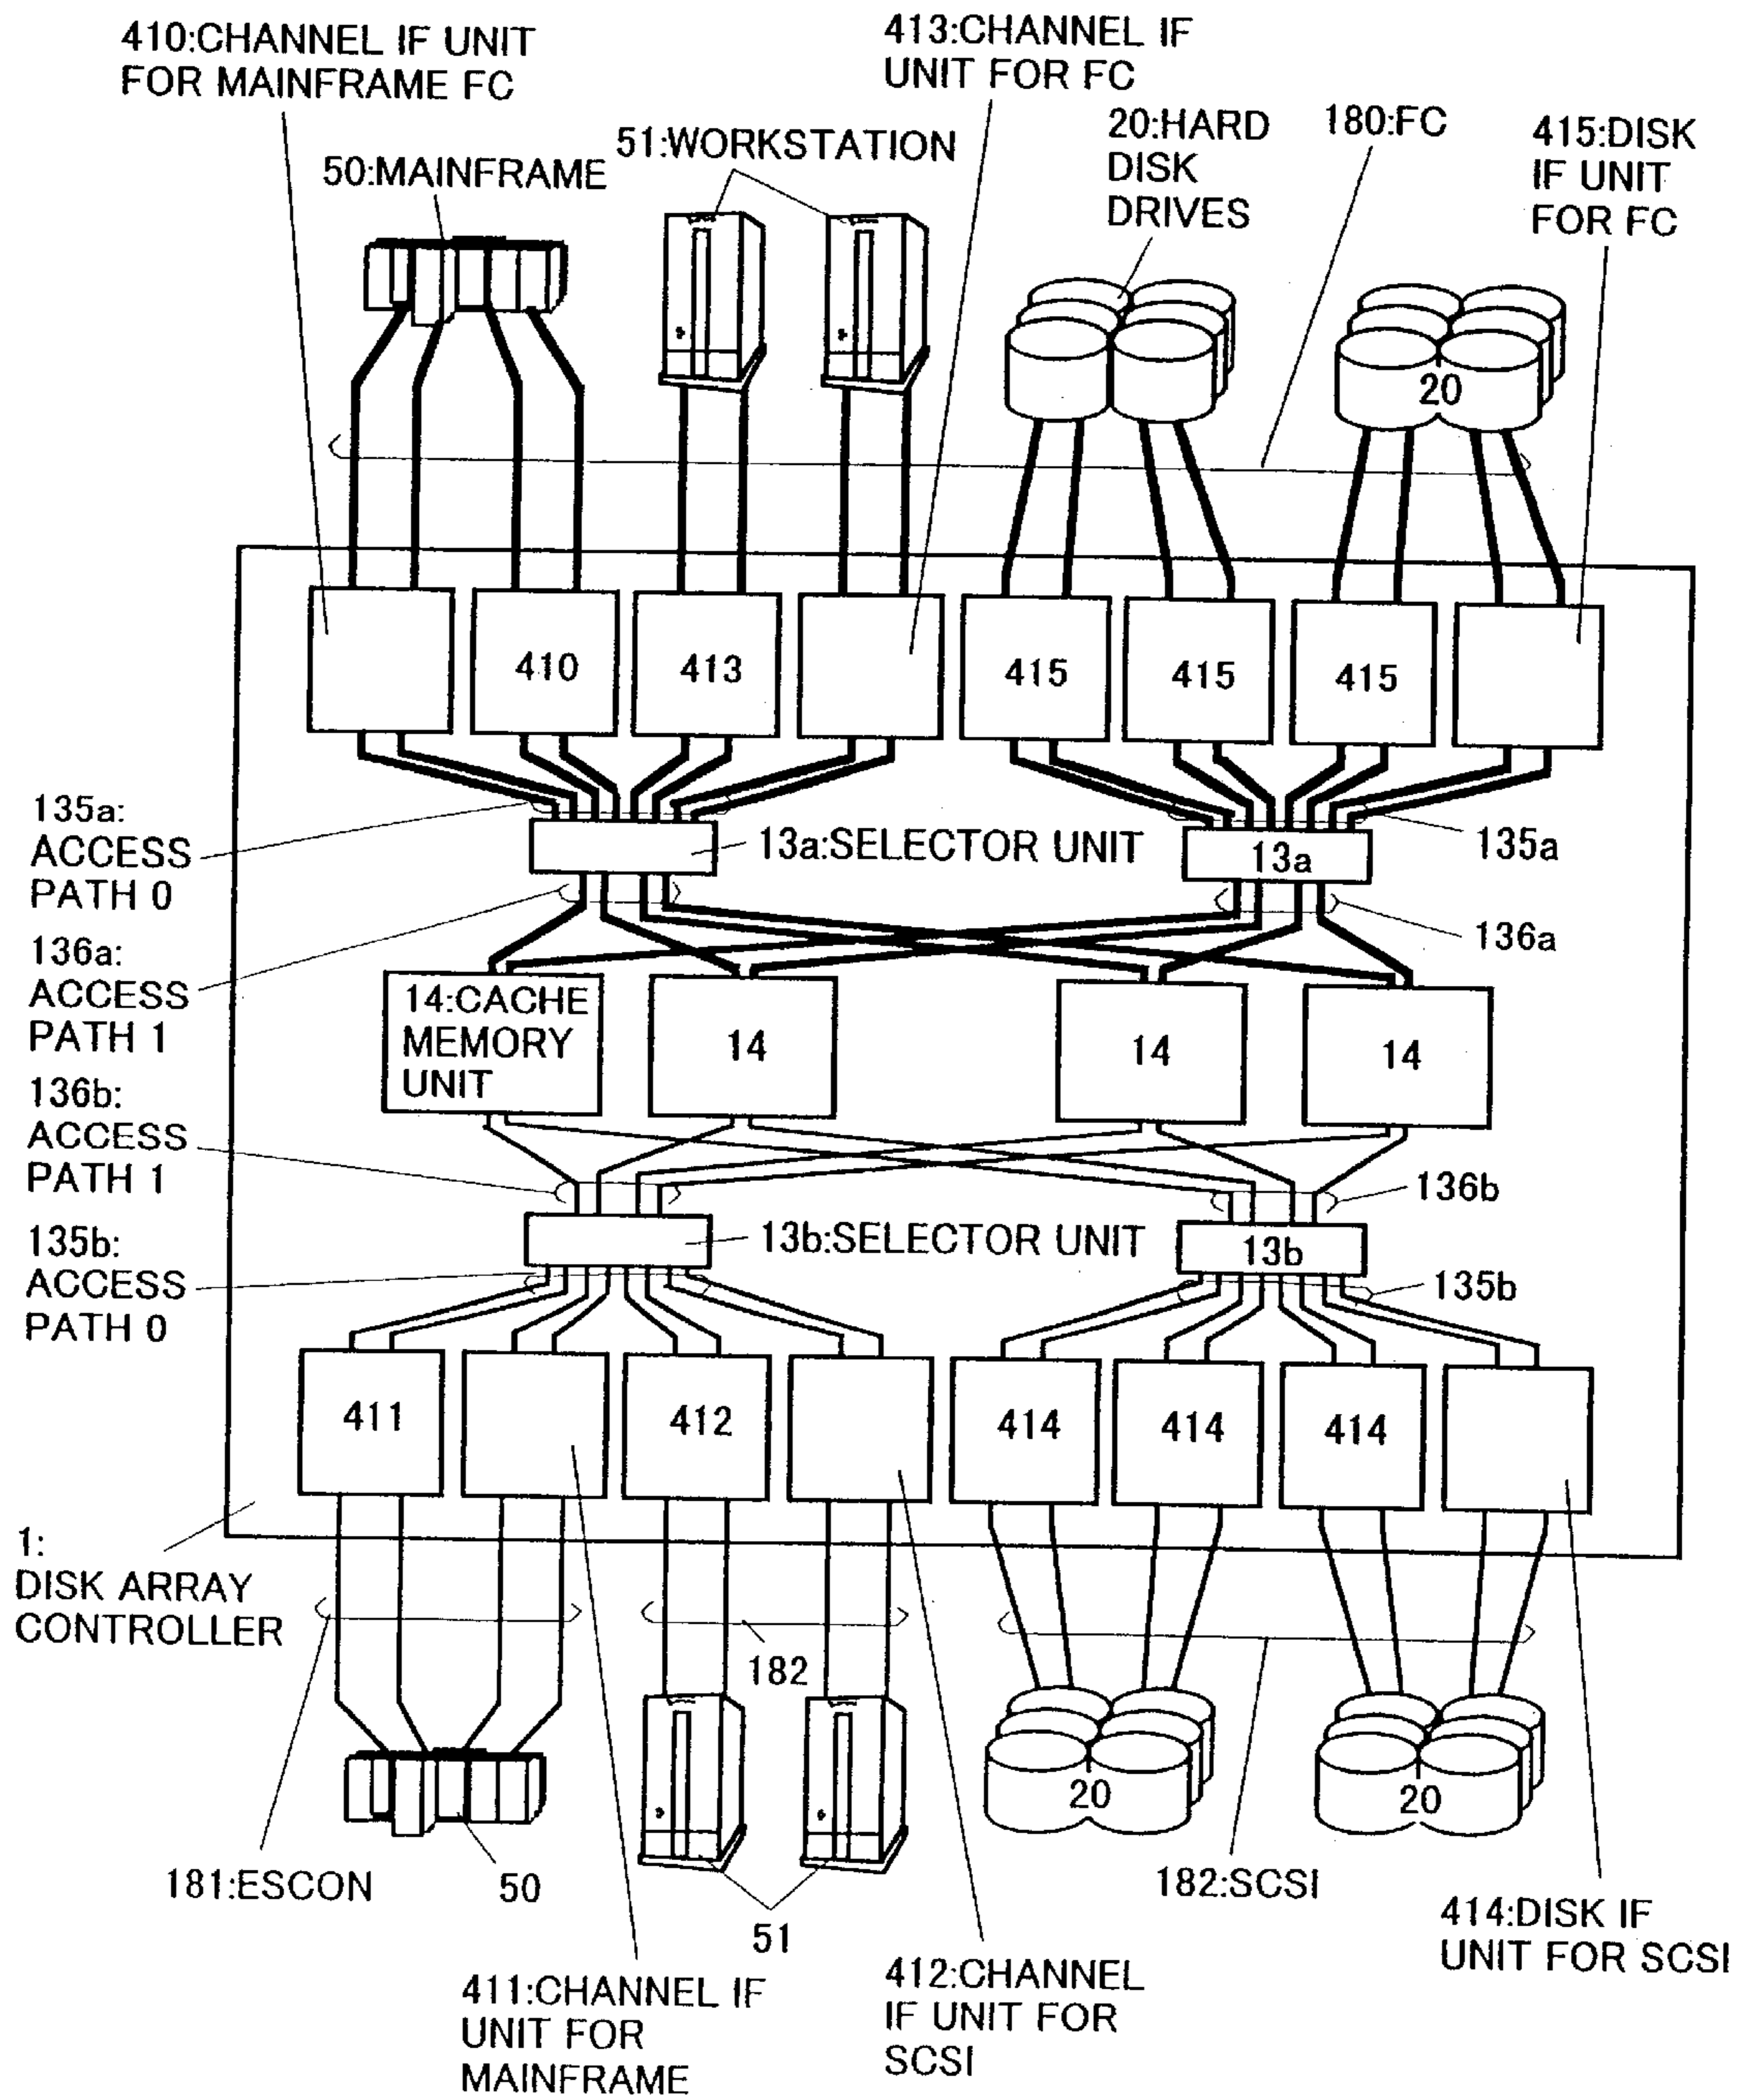 410:CHANNEL IF UNIT
FOR MAINFRAME FC
413:CHANNEL IF
UNIT FOR FC
50:MAINFRAME
51:WORKSTATION
20:HARD
DISK
DRIVES
180:FC
415:DISK
IF UNIT
FOR FC
20
410
413
415
415
415
135a:
ACCESS
PATH 0
13a:SELECTOR UNIT
13a
135a
136a:
ACCESS
PATH 1
136a
14:CACHE
MEMORY
UNIT
14
14
14
136b:
ACCESS
PATH 1
136b
135b:
ACCESS
PATH 0
13b:SELECTOR UNIT
13b
135b
411
412
414
414
414
1:
DISK ARRAY
CONTROLLER
182
20
20
181:ESCON
50
51
182:SCSI
411:CHANNEL IF
UNIT FOR
MAINFRAME
412:CHANNEL
IF UNIT FOR
SCSI
414:DISK IF
UNIT FOR SCSI